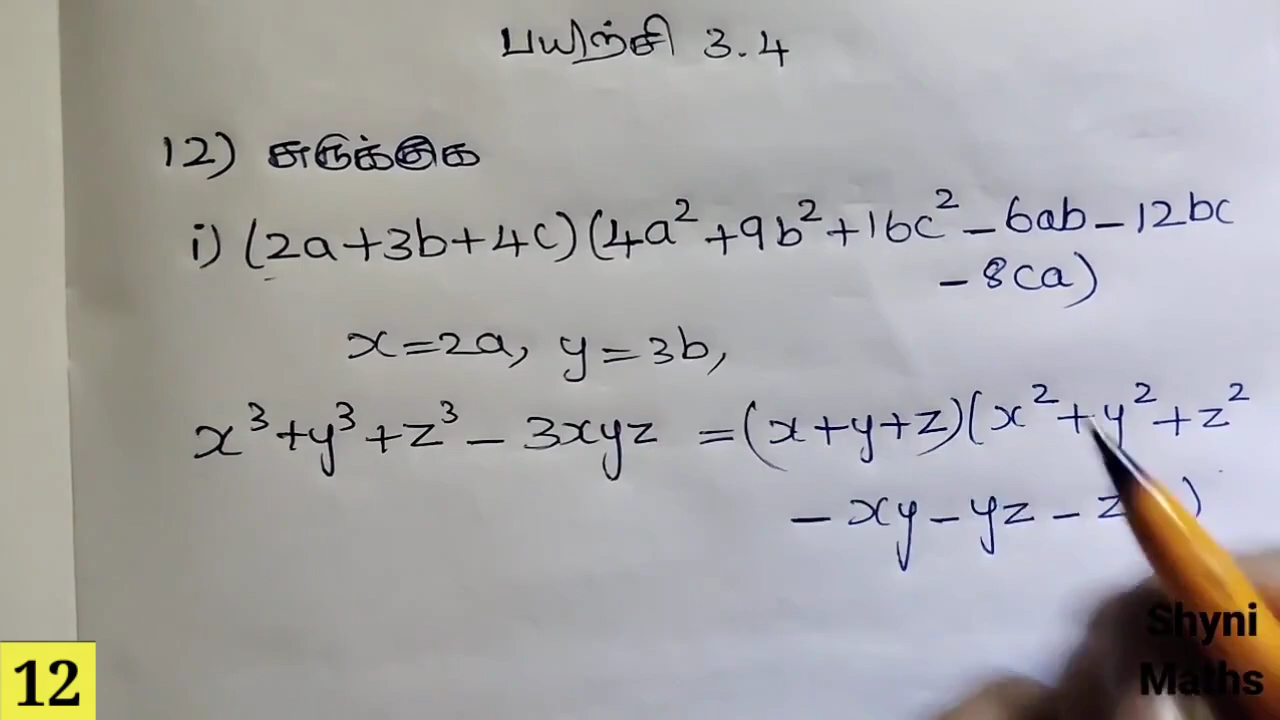 பயிற்சி 3.4
12) சுருக்குக
i) (2a+3b+4c)(4a²+9b²+16c²-6ab-12bc
-8ca)
x=2a, y=3b,
x³+y³+z³-3xyz =(x+y+z)(x²+y²+z²
-xy-yz-z )
Shyni
Maths
12